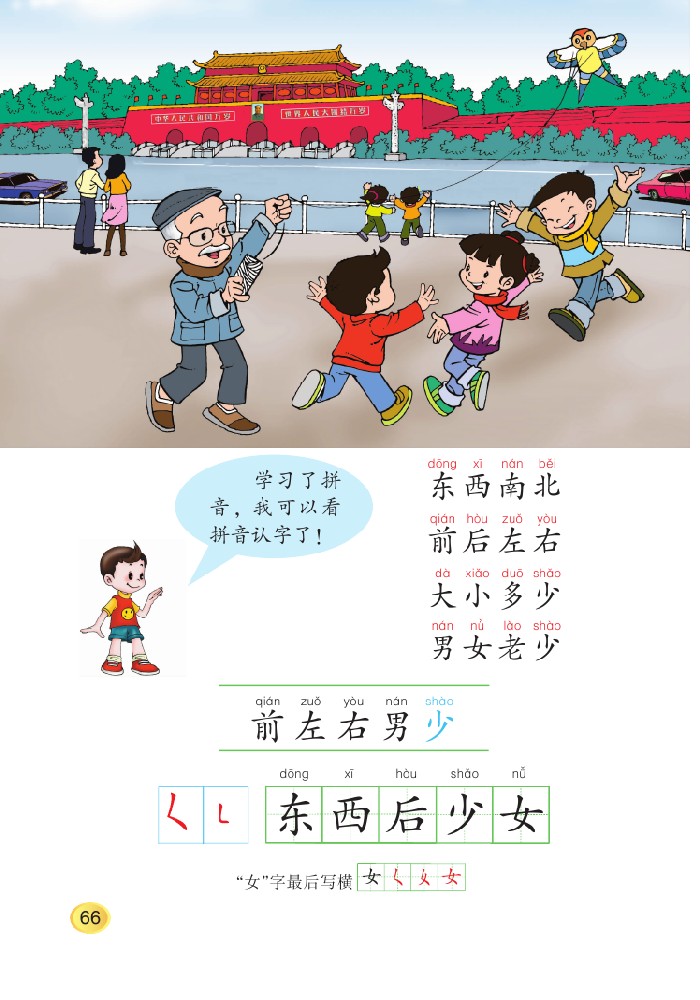 中华人民共和国万岁 世界人民大团结万岁
学习了拼
音，我可以看
拼音认字了！
dōng xī nán běi
东西南北
qián hòu zuǒ yòu
前后左右
dà xiǎo duō shǎo
大小多少
nán nǚ lǎo shào
男女老少
qián zuǒ yòu nán shào
前左右男少
dōng xī hòu shǎo nǚ
𡿨 ㇗ 东西后少女
“女”字最后写横 女 𡿨 女 女
66